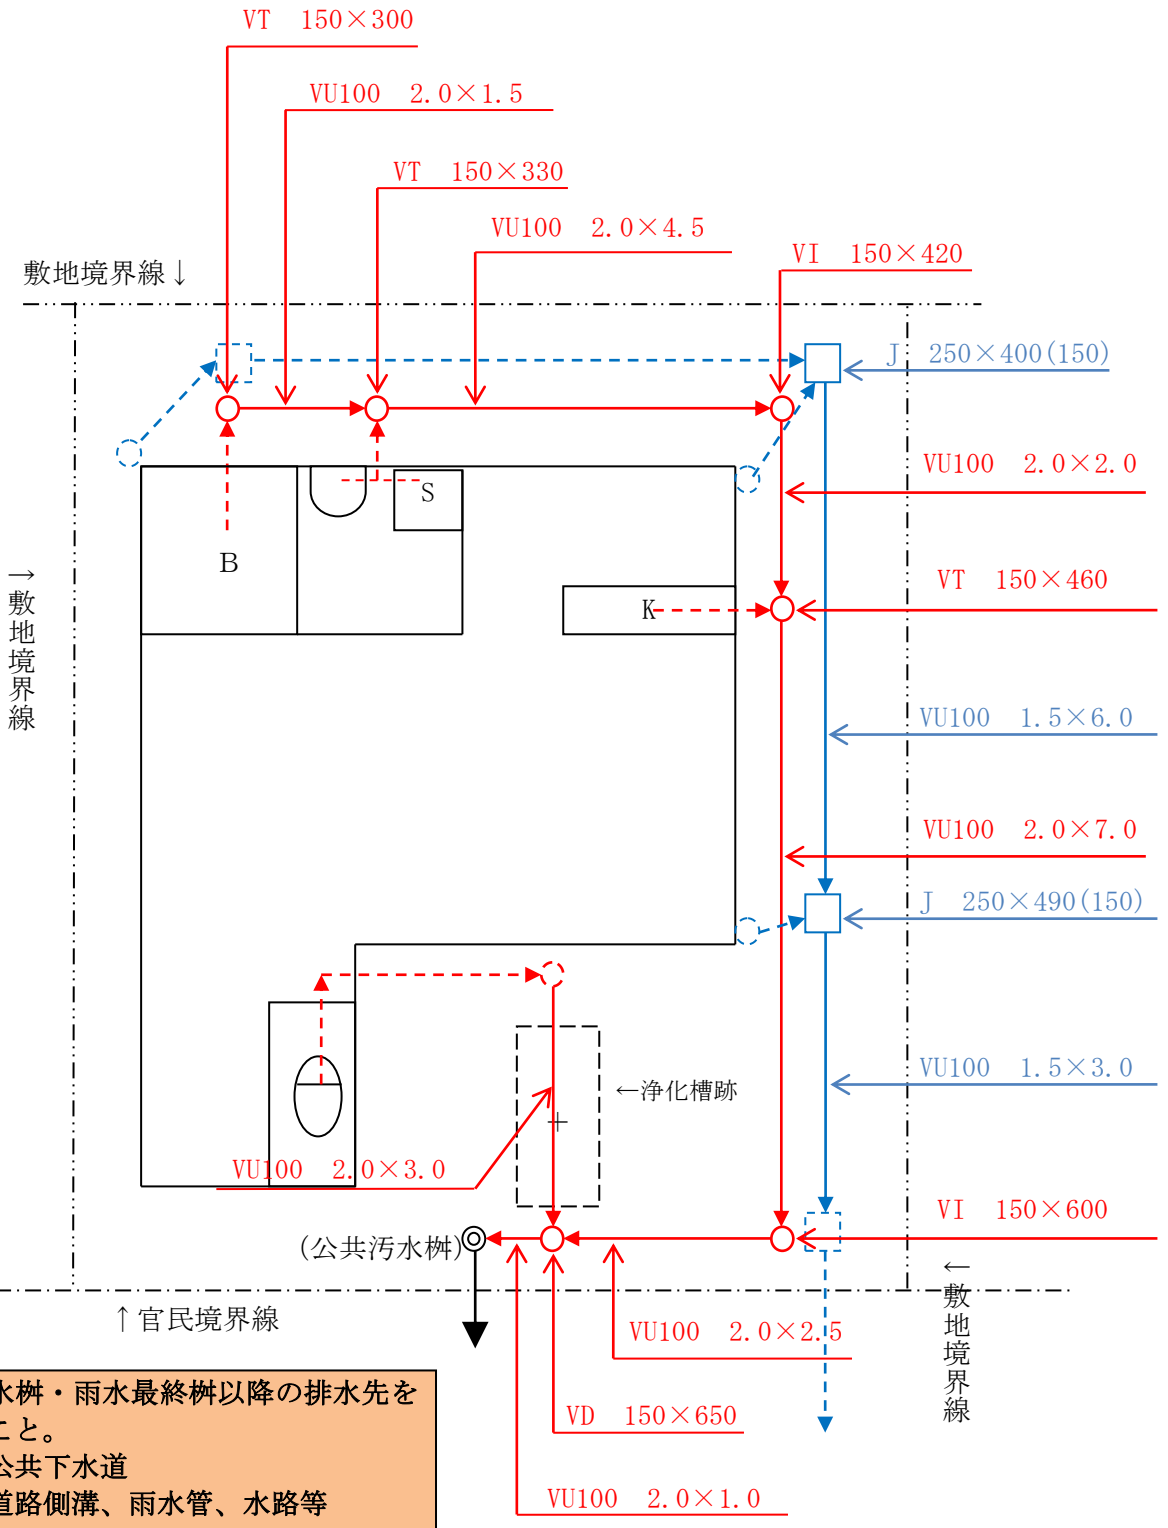 VT 150×300
VU100 2.0×1.5
VT 150×330
VU100 2.0×4.5
VI 150×420
敷地境界線↓
J 250×400(150)
VU100 2.0×2.0
S
B
VT 150×460
K
→敷地境界線
VU100 1.5×6.0
VU100 2.0×7.0
J 250×490(150)
VU100 1.5×3.0
←浄化槽跡
VU100 2.0×3.0
VI 150×600
(公共汚水桝)
←敷地境界線
↑官民境界線
VU100 2.0×2.5
水桝・雨水最終桝以降の排水先を
こと。
VD 150×650
公共下水道
道路側溝、雨水管、水路等
VU100 2.0×1.0